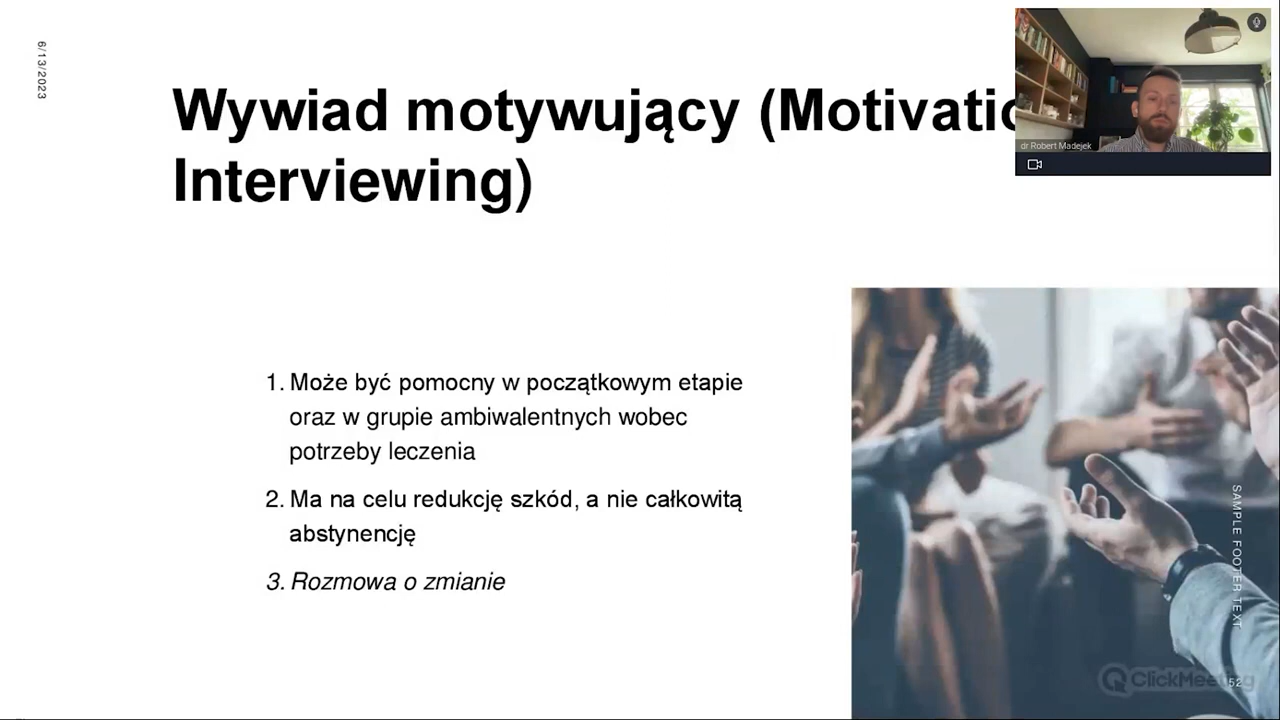 6/13/2023
Wywiad motywujący (Motivatio
Interviewing)
dr Robert Madejek
1. Może być pomocny w początkowym etapie
oraz w grupie ambiwalentnych wobec
potrzeby leczenia
2. Ma na celu redukcję szkód, a nie całkowitą
abstynencję
3. Rozmowa o zmianie
SAMPLE FOOTER TEXT
ClickMeeting
52